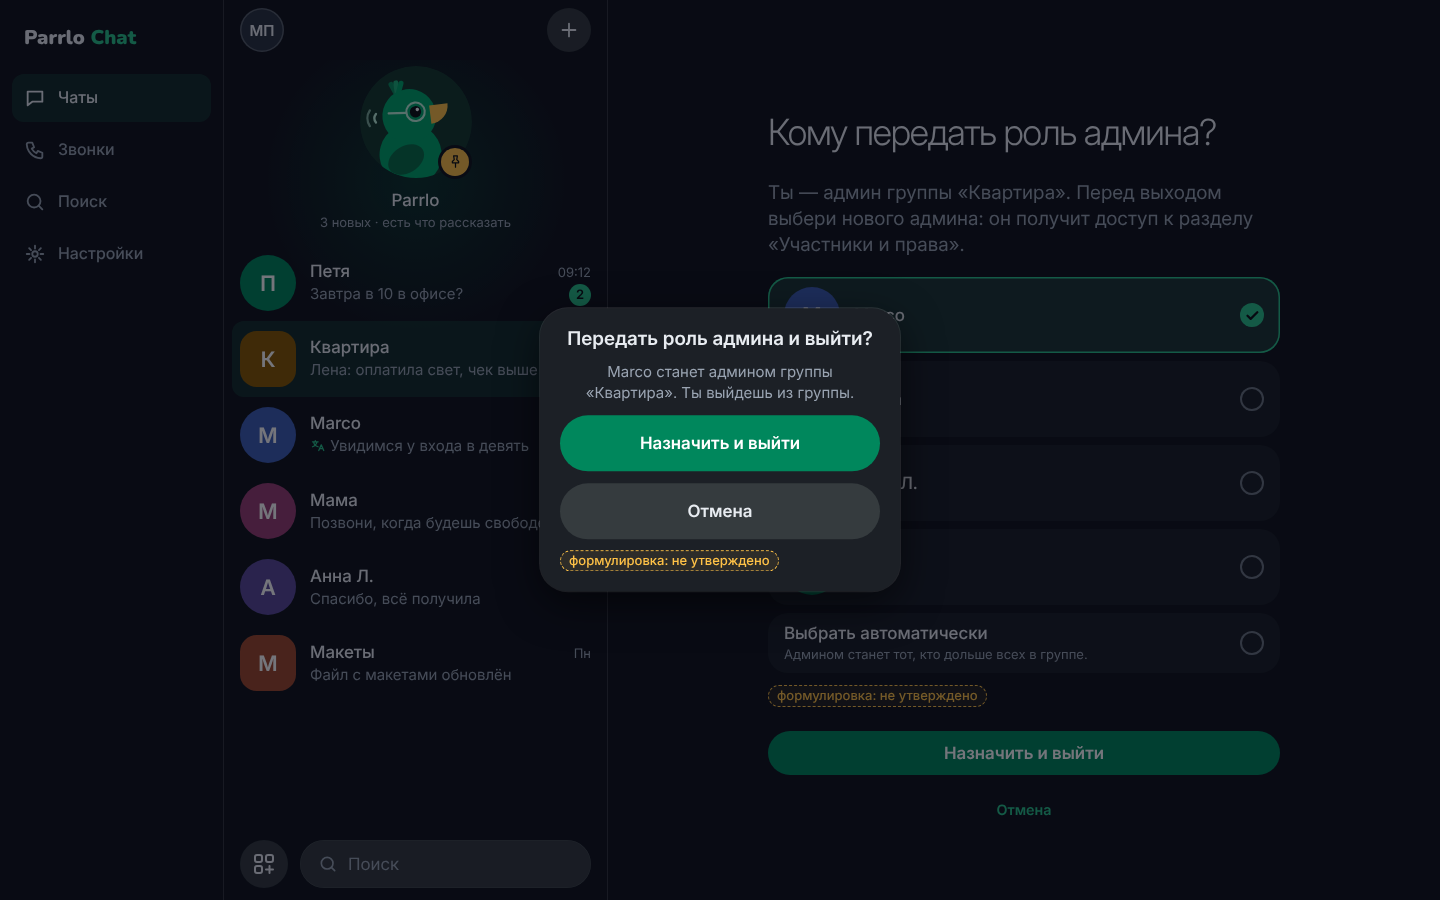 Parrlo Chat
Чаты
Звонки
Поиск
Настройки
МП
Parrlo
3 новых · есть что рассказать
П
Петя
09:12
Завтра в 10 в офисе?
2
К
Квартира
Лена: оплатила свет, чек выше
M
Marco
Увидимся у входа в девять
М
Мама
Позвони, когда будешь свободе
А
Анна Л.
Спасибо, всё получила
М
Макеты
Пн
Файл с макетами обновлён
Поиск
Кому передать роль админа?
Ты — админ группы «Квартира». Перед выходом
выбери нового админа: он получит доступ к разделу
«Участники и права».
Л.
Выбрать автоматически
Админом станет тот, кто дольше всех в группе.
формулировка: не утверждено
Назначить и выйти
Отмена
Передать роль админа и выйти?
Marco станет админом группы
«Квартира». Ты выйдешь из группы.
Назначить и выйти
Отмена
формулировка: не утверждено